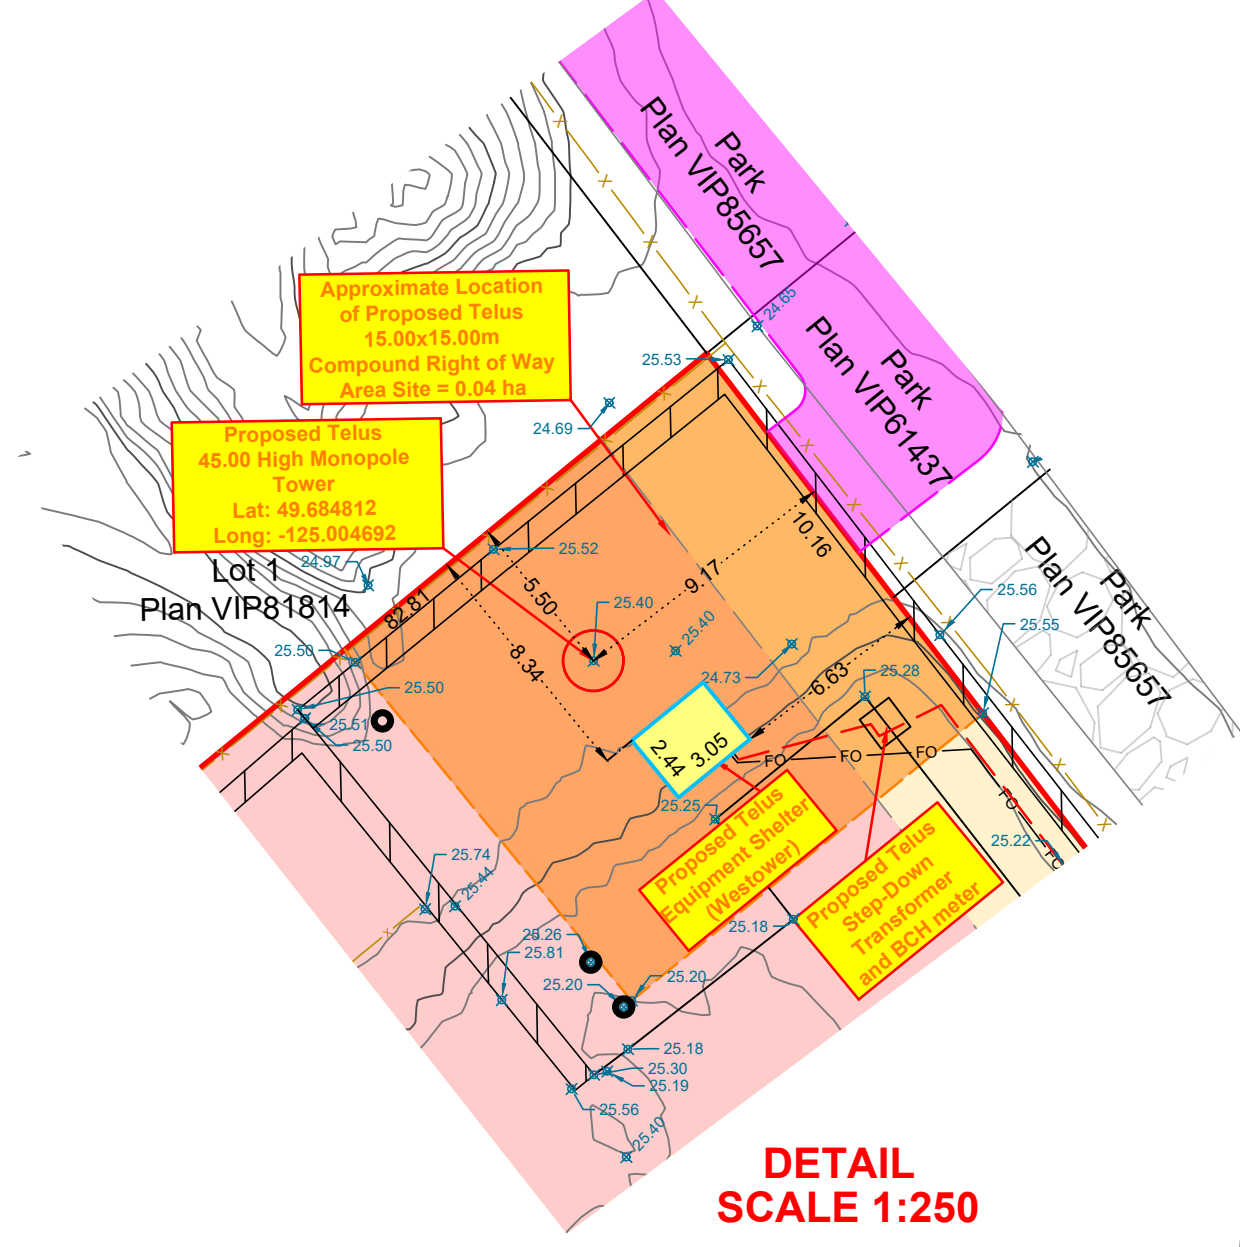 Park
Plan VIP85657
Approximate Location
of Proposed Telus
15.00x15.00m
Compound Right of Way
Area Site = 0.04 ha
24.65
25.53
Park
Plan VIP61437
24.69
Proposed Telus
45.00 High Monopole
Tower
Lat: 49.684812
Long: -125.004692
10.16
25.52
24.97
Lot 1
Plan VIP81814
82.81
5.50
9.17
25.40
25.40
25.56
25.55
Park
Plan VIP85657
25.50
8.34
24.73
6.63
25.28
25.50
25.51
25.50
2.44
3.05
FO
FO
FO
FO
FO
25.25
Proposed Telus
Equipment Shelter
(Westower)
25.22
Proposed Telus
Step-Down
Transformer
and BCH meter
25.74
25.44
25.18
25.26
25.81
25.20
25.20
25.18
25.30
25.19
25.56
25.40
DETAIL
SCALE 1:250